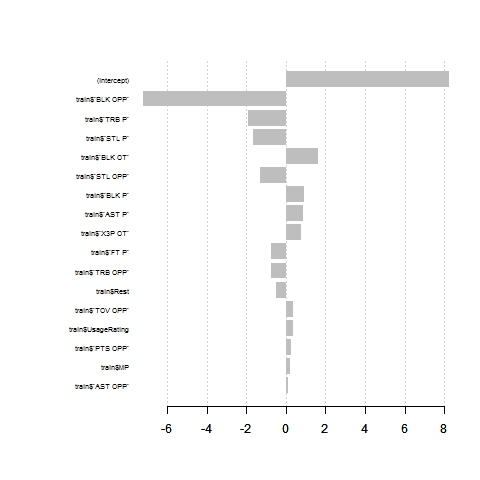 (Intercept)
train$`BLK OPP`
train$`TRB P`
train$`STL P`
train$`BLK OT`
train$`STL OPP`
train$`BLK P`
train$`AST P`
train$`X3P OT`
train$`FT P`
train$`TRB OPP`
train$Rest
train$`TOV OPP`
train$UsageRating
train$`PTS OPP`
train$MP
train$`AST OPP`
-6 -4 -2 0 2 4 6 8